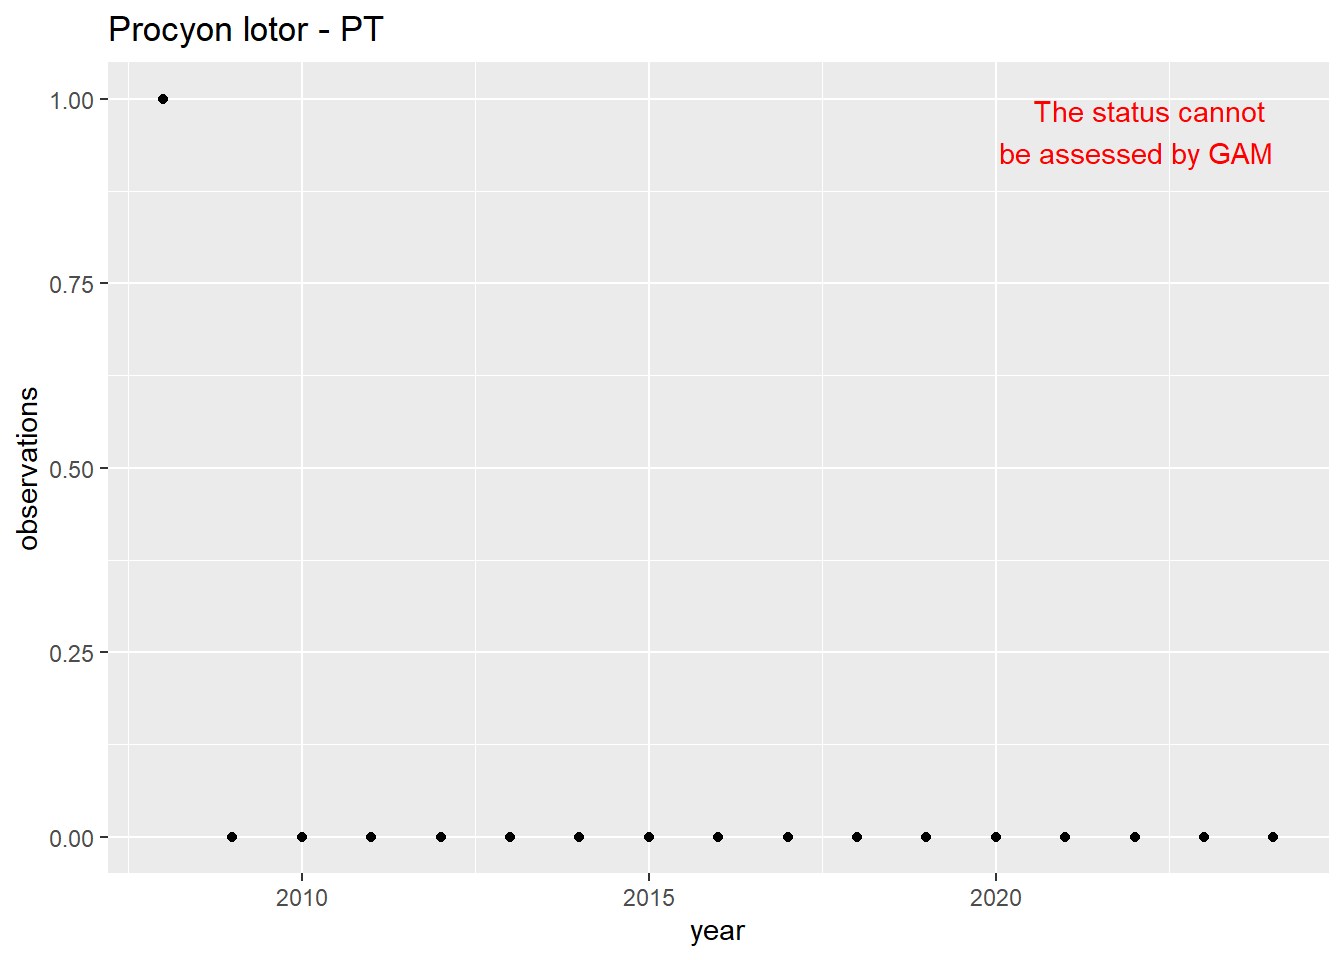 Procyon lotor - PT
The status cannot
be assessed by GAM
1.00
0.75
0.50
0.25
0.00
observations
2010
2015
2020
year